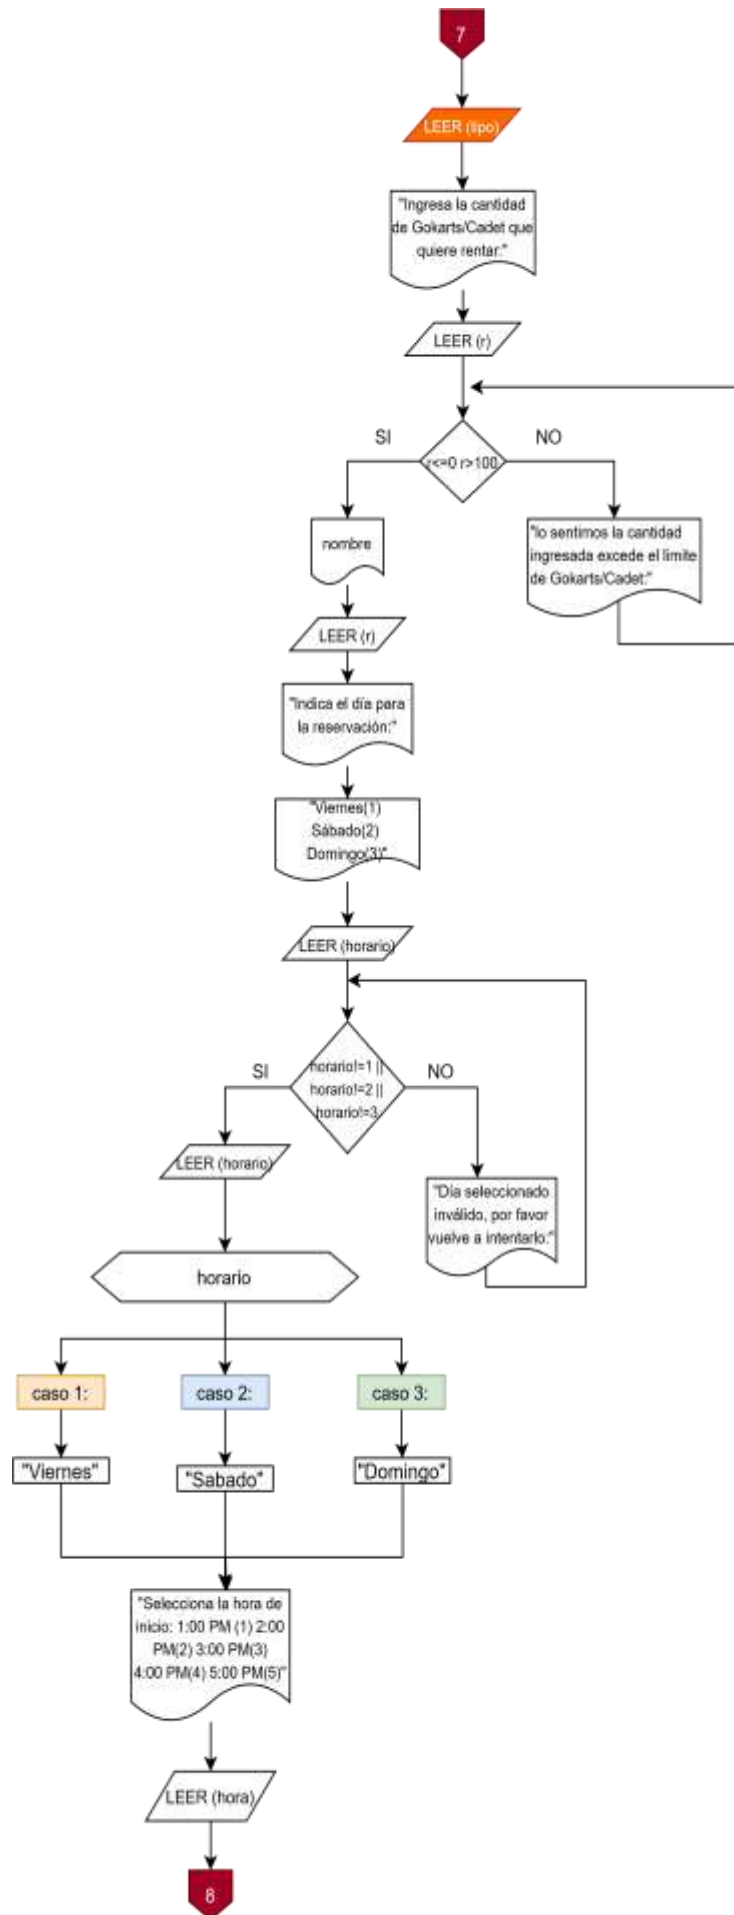 7
LEER (tipo)
"Ingresa la cantidad
de Gokarts/Cadet que
quiere rentar:"
LEER (r)
SI
NO
r<=0 r>100
nombre
"lo sentimos la cantidad
ingresada excede el limite
de Gokarts/Cadet:"
LEER (r)
"Indica el día para
la reservación:"
"Viernes(1)
Sábado(2)
Domingo(3)"
LEER (horario)
SI
NO
horario!=1 ||
horario!=2 ||
horario!=3
LEER (horario)
"Día seleccionado
inválido, por favor
vuelve a intentarlo:"
horario
caso 1:
caso 2:
caso 3:
"Viernes"
"Sabado"
"Domingo"
"Selecciona la hora de
inicio: 1:00 PM (1) 2:00
PM(2) 3:00 PM(3)
4:00 PM(4) 5:00 PM(5)"
LEER (hora)
8